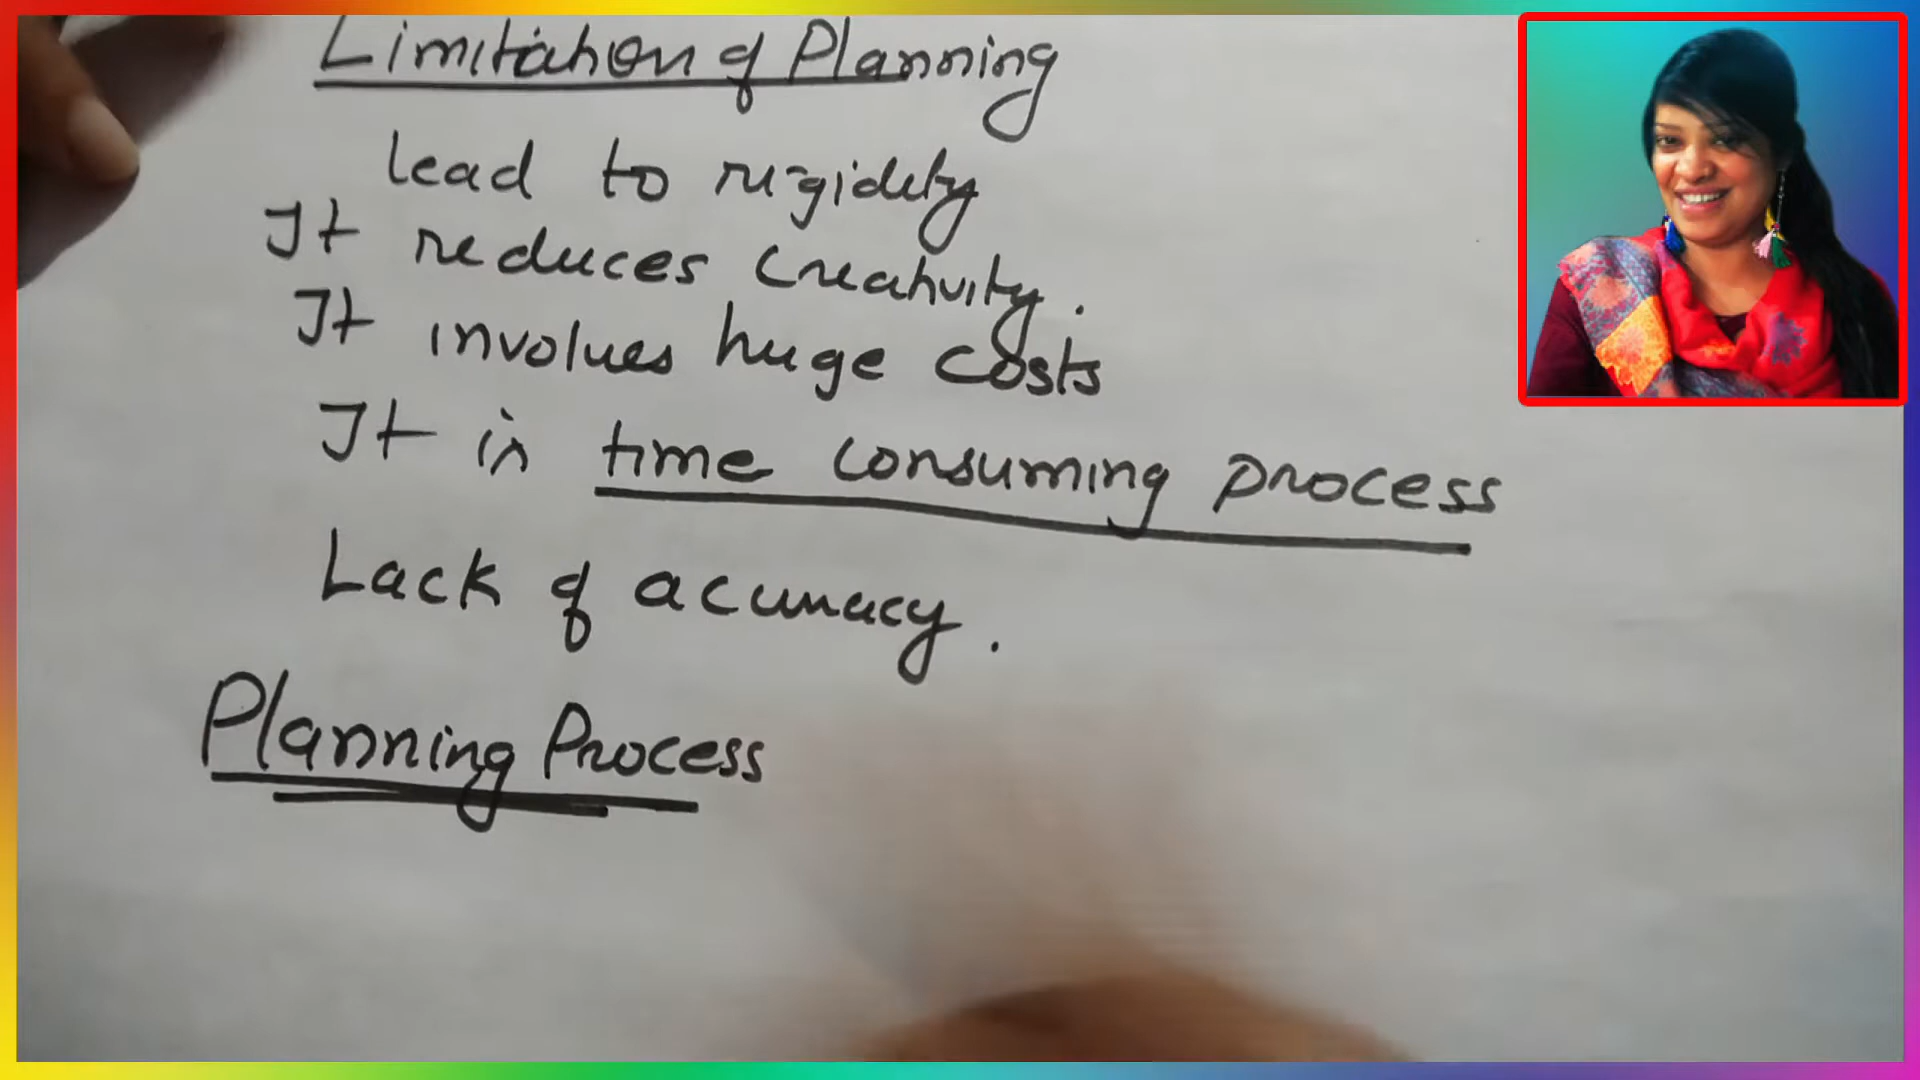 Limitation of Planning
lead to rigidity
It reduces creativity.
It involves huge costs
It is time consuming process
Lack of acuracy.
Planning Process